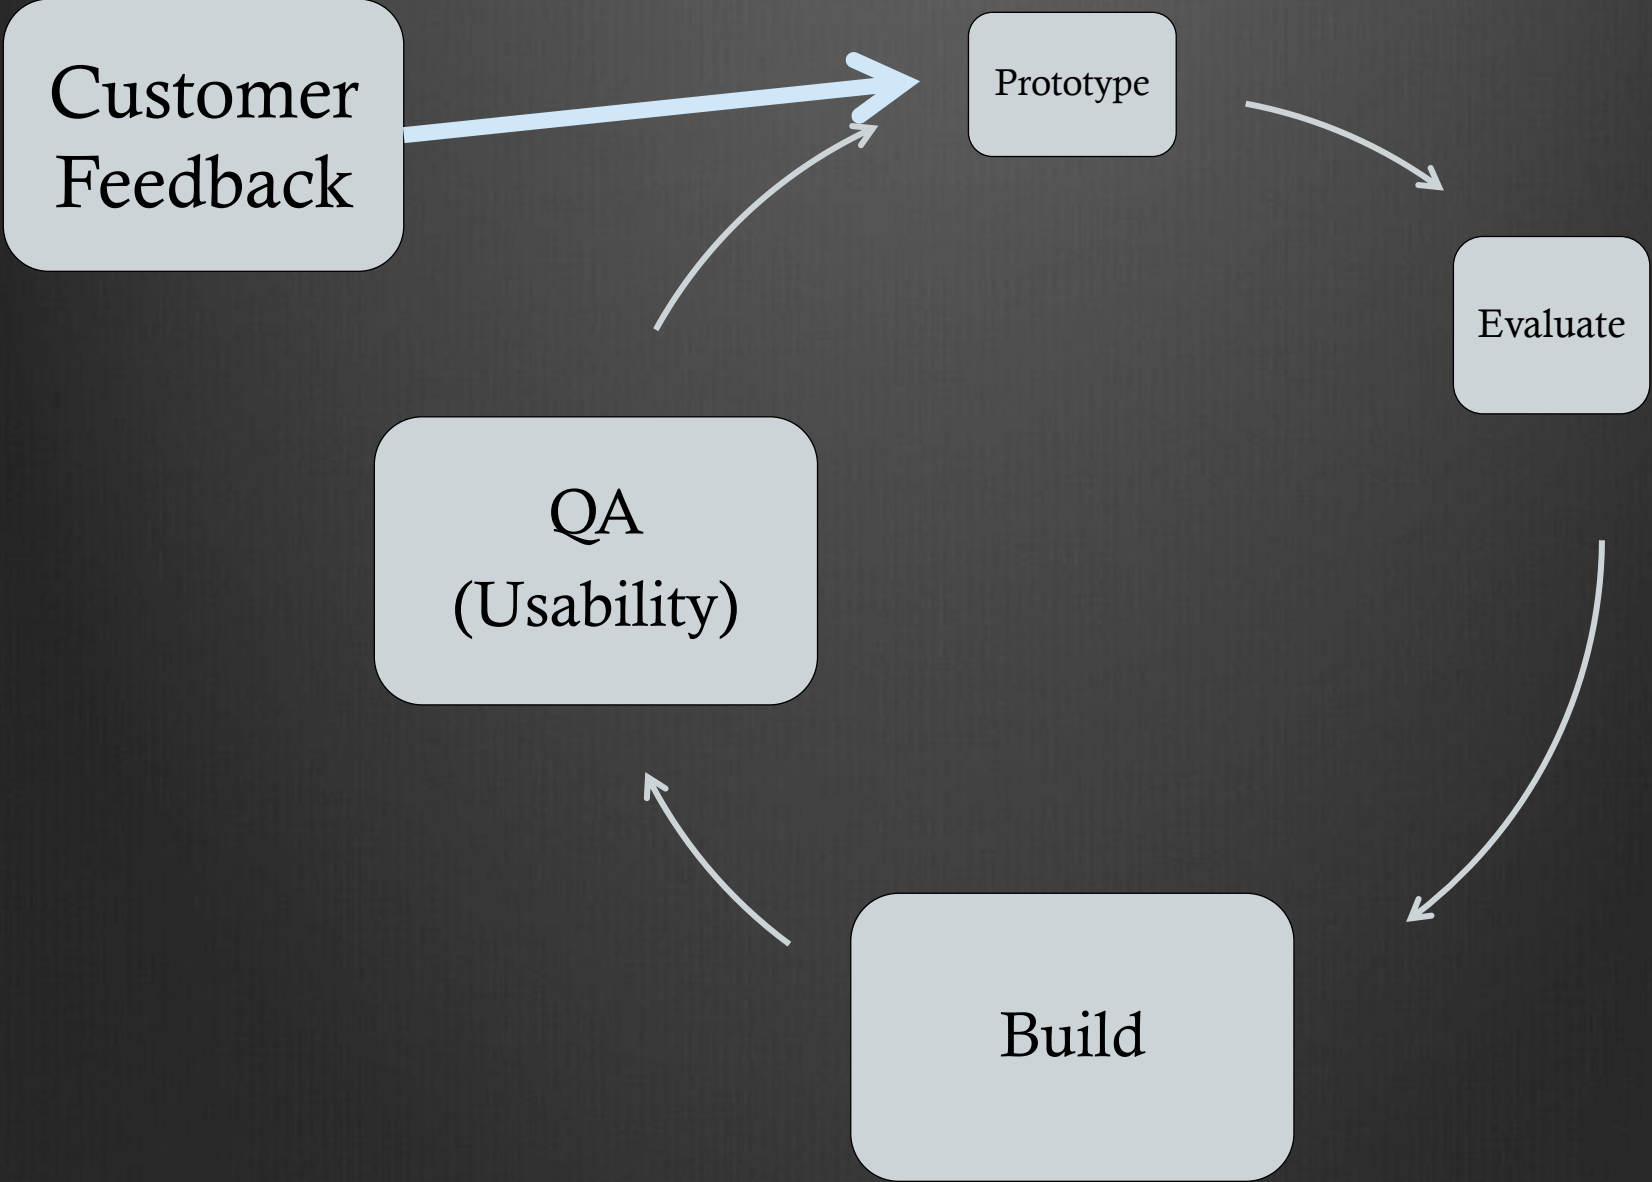 Customer
Feedback
Prototype
Evaluate
QA
(Usability)
Build